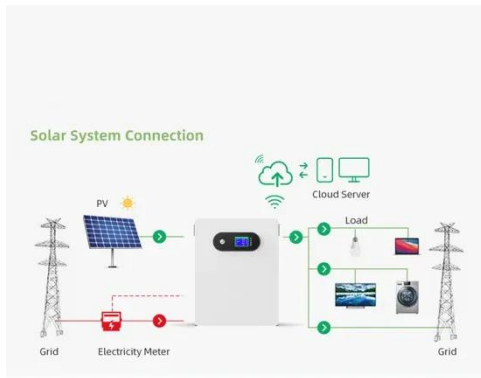 Solar System Connection
Cloud Server
PV
Load
Grid
Electricity Meter
Grid